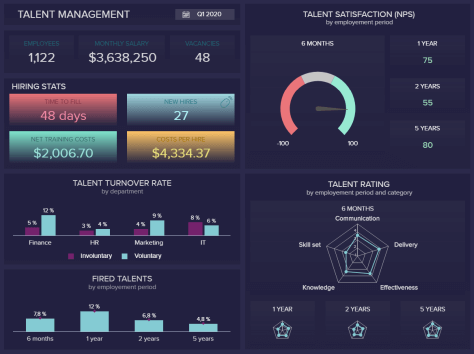 TALENT MANAGEMENT
Q1 2020
EMPLOYEES
MONTHLY SALARY
VACANCIES
1,122
$3,638,250
48
HIRING STATS
TIME TO FILL
48 days
NEW HIRES
27
NET TRAINING COSTS
$2,006.70
COSTS PER HIRE
$4,334.37
TALENT TURNOVER RATE
by department
5 %
12 %
3 %
4 %
4 %
9 %
8 %
6 %
Finance
HR
Marketing
IT
Involuntary
Voluntary
FIRED TALENTS
by employement period
7,8 %
12 %
6,8 %
4,8 %
6 months
1 year
2 years
5 years
TALENT SATISFACTION (NPS)
by employement period
6 MONTHS
-100
100
1 YEAR
75
2 YEARS
55
5 YEARS
80
TALENT RATING
by employement period and category
6 MONTHS
Communication
Skill set
Delivery
Knowledge
Effectiveness
1 YEAR
2 YEARS
5 YEARS